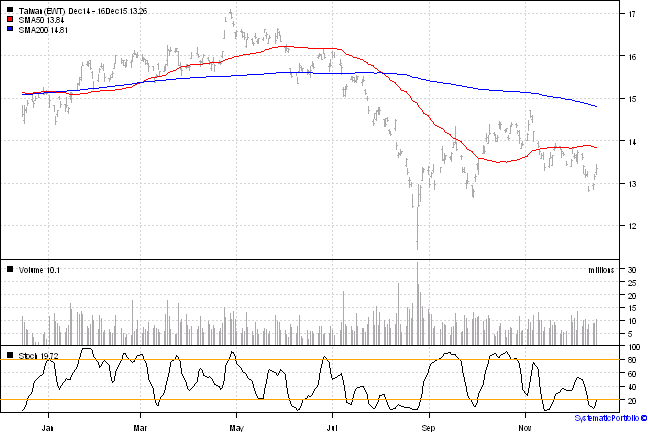 Taiwan (EWT) Dec14 - 16Dec15 13.26
SMA50 13.84
SMA200 14.81
17
16
15
14
13
12
Volume 10.1
millions
30
25
20
15
10
5
Stoch 19.72
100
80
60
40
20
Jan Mar May Jul Sep Nov
SystematicPortfolio ©